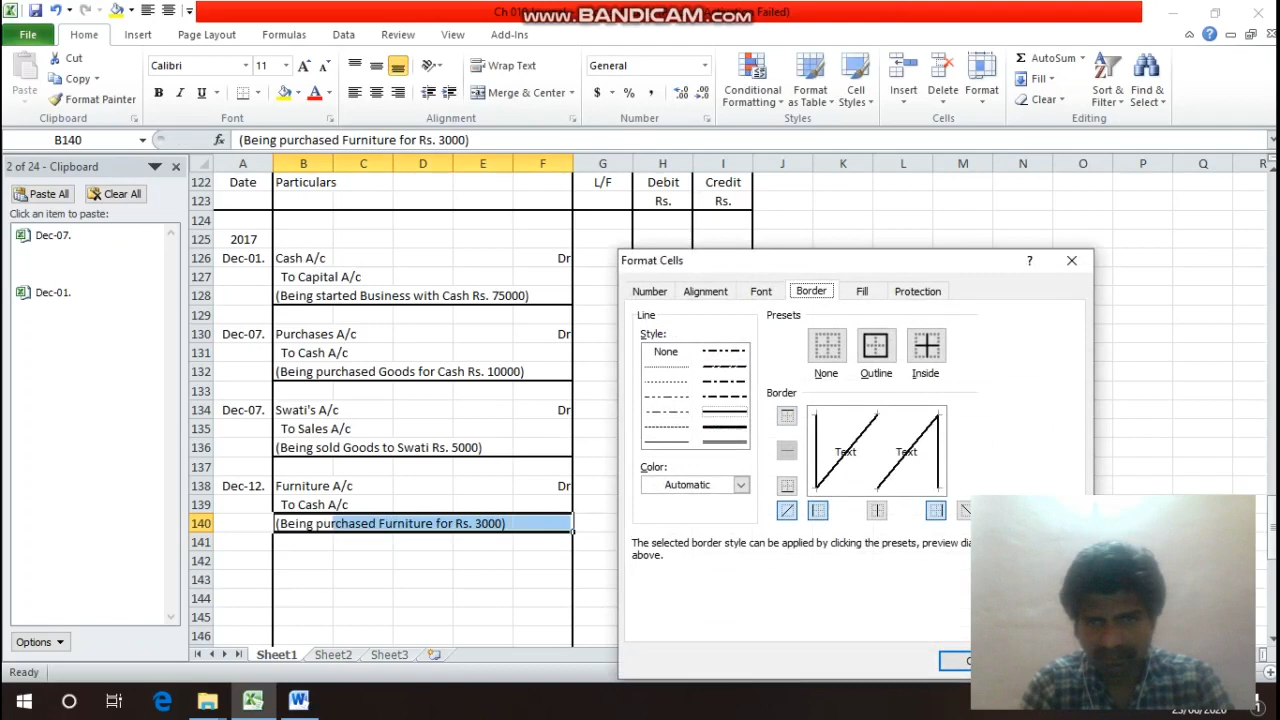 Ch 01
www.BANDICAM.com
Failed)
File
Home
Insert
Page Layout
Formulas
Data
Review
View
Add-Ins
Paste
Cut
Copy
Format Painter
Clipboard
Calibri
11
B I U
A
Font
Wrap Text
Merge & Center
Alignment
General
$ % ,
Number
Conditional
Formatting
Format
as Table
Cell
Styles
Styles
Insert
Delete
Format
Cells
Σ AutoSum
Fill
Clear
Sort &
Filter
Find &
Select
Editing
B140
fx
(Being purchased Furniture for Rs. 3000)
2 of 24 - Clipboard
Paste All
Clear All
Click an item to paste:
Dec-07.
Dec-01.
Options
A B C D E F G H I J K L M N O P Q R
122 Date Particulars L/F Debit Credit
123 Rs. Rs.
124
125 2017
126 Dec-01. Cash A/c Dr
127 To Capital A/c
128 (Being started Business with Cash Rs. 75000)
129
130 Dec-07. Purchases A/c Dr
131 To Cash A/c
132 (Being purchased Goods for Cash Rs. 10000)
133
134 Dec-07. Swati's A/c Dr
135 To Sales A/c
136 (Being sold Goods to Swati Rs. 5000)
137
138 Dec-12. Furniture A/c Dr
139 To Cash A/c
140 (Being purchased Furniture for Rs. 3000)
141
142
143
144
145
146
Format Cells
?
Number
Alignment
Font
Border
Fill
Protection
Line
Style:
None
Color:
Automatic
Presets
None
Outline
Inside
Border
Text
Text
The selected border style can be applied by clicking the presets, preview
above.
Sheet1
Sheet2
Sheet3
Ready